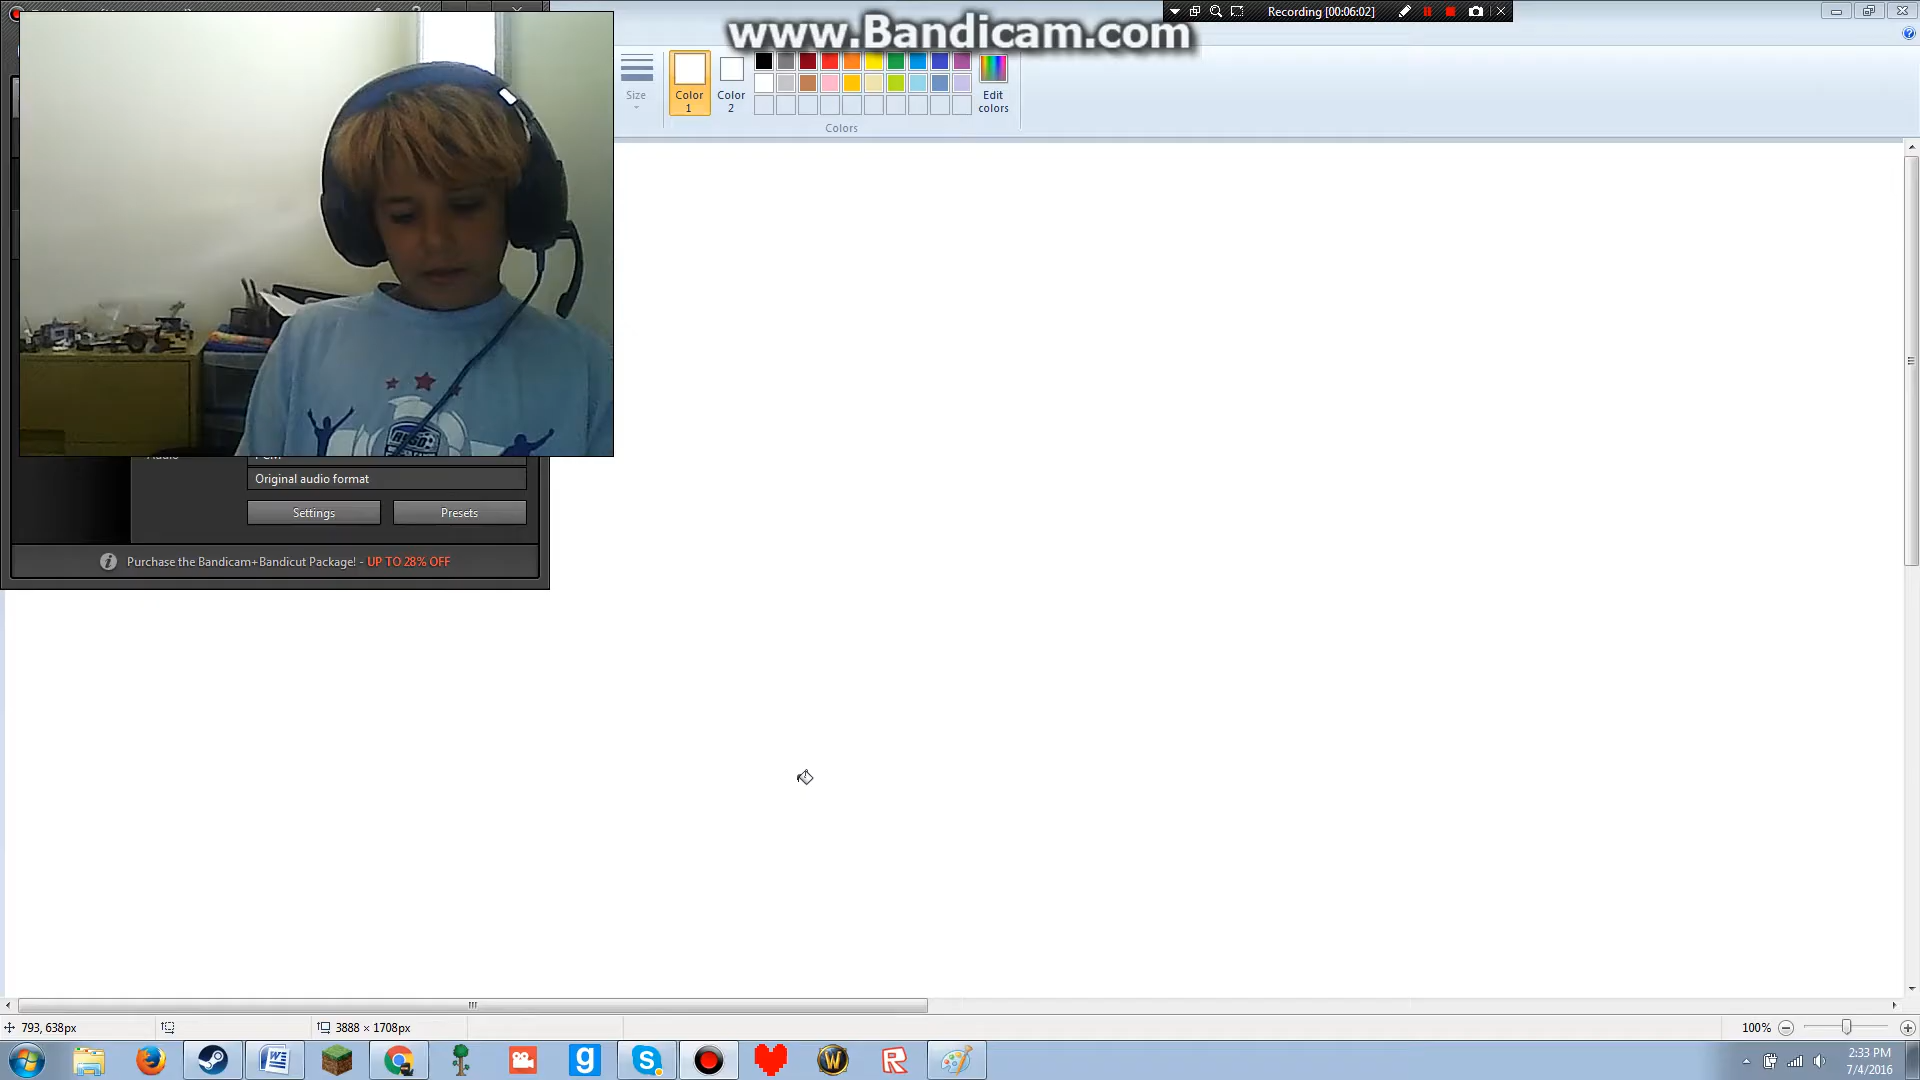 www.Bandicam.com
Recording [00:06:02]
Size
Color
1
Color
2
Edit
colors
Colors
Original audio format
Settings
Presets
Purchase the Bandicam+Bandicut Package! - UP TO 28% OFF
793, 638px
3888 × 1708px
100%
2:33 PM
7/4/2016